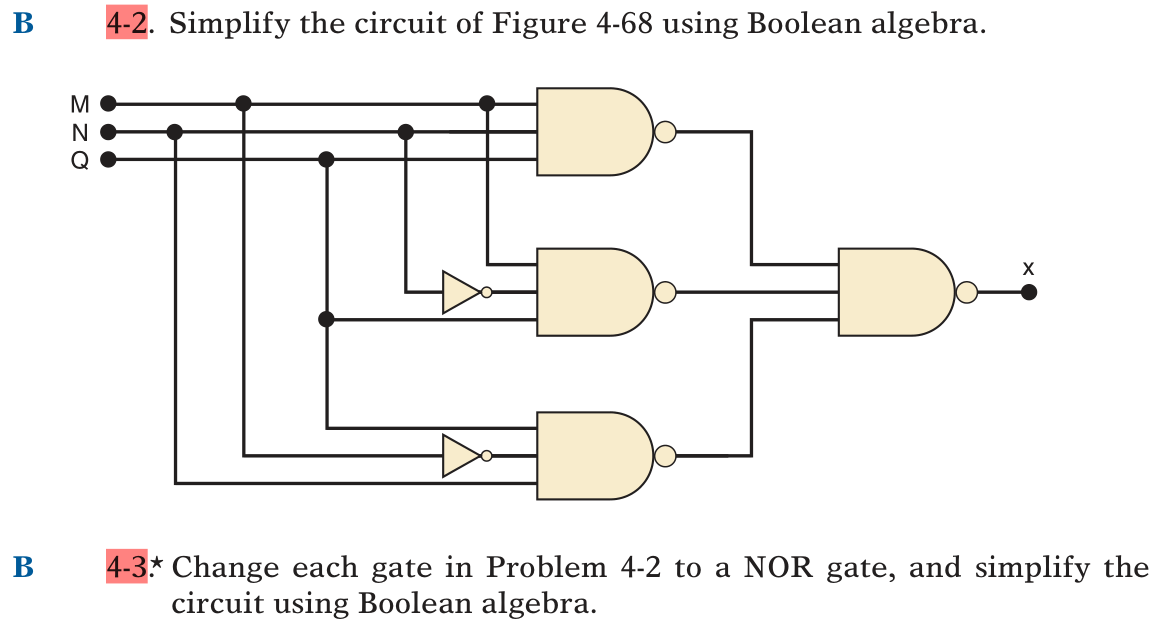 B 4-2. Simplify the circuit of Figure 4-68 using Boolean algebra.
M
N
Q
x
B 4-3.* Change each gate in Problem 4-2 to a NOR gate, and simplify the
circuit using Boolean algebra.